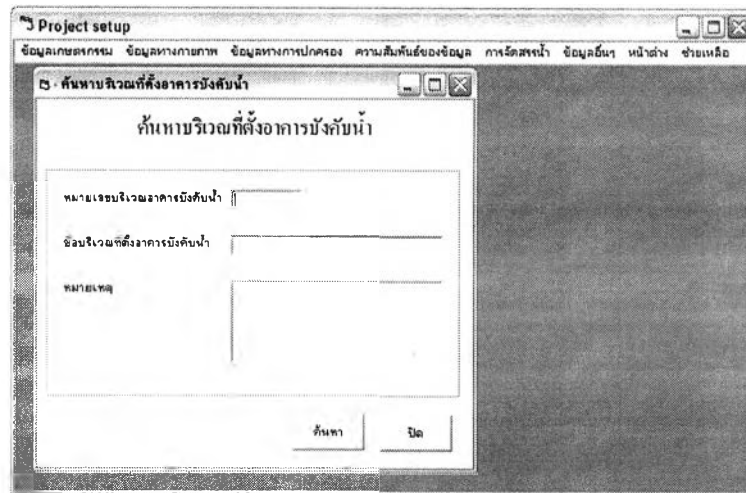 Project setup
ข้อมูลเกษตรกรรม ข้อมูลทางกายภาพ ข้อมูลทางการปกครอง ความสัมพันธ์ของข้อมูล การจัดสรรน้ำ ข้อมูลอื่นๆ หน้าต่าง ช่วยเหลือ
ค้นหาบริเวณที่ตั้งอาคารบังคับน้ำ
ค้นหาบริเวณที่ตั้งอาคารบังคับน้ำ
หมายเลขบริเวณอาคารบังคับน้ำ
ชื่อบริเวณที่ตั้งอาคารบังคับน้ำ
หมายเหตุ
ค้นหา ปิด